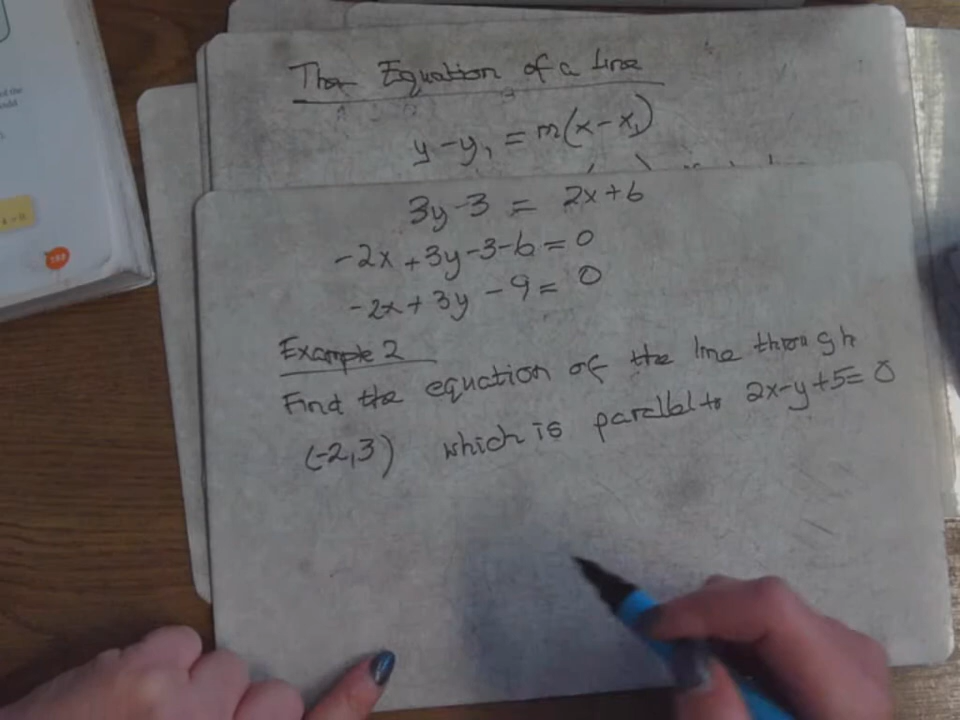 The Equation of a line
y - y₁ = m(x - x₁)
3y - 3 = 2x + 6
-2x + 3y - 3 - 6 = 0
-2x + 3y - 9 = 0
Example 2
Find the equation of the line through
(-2,3) which is parallel to 2x - y + 5 = 0